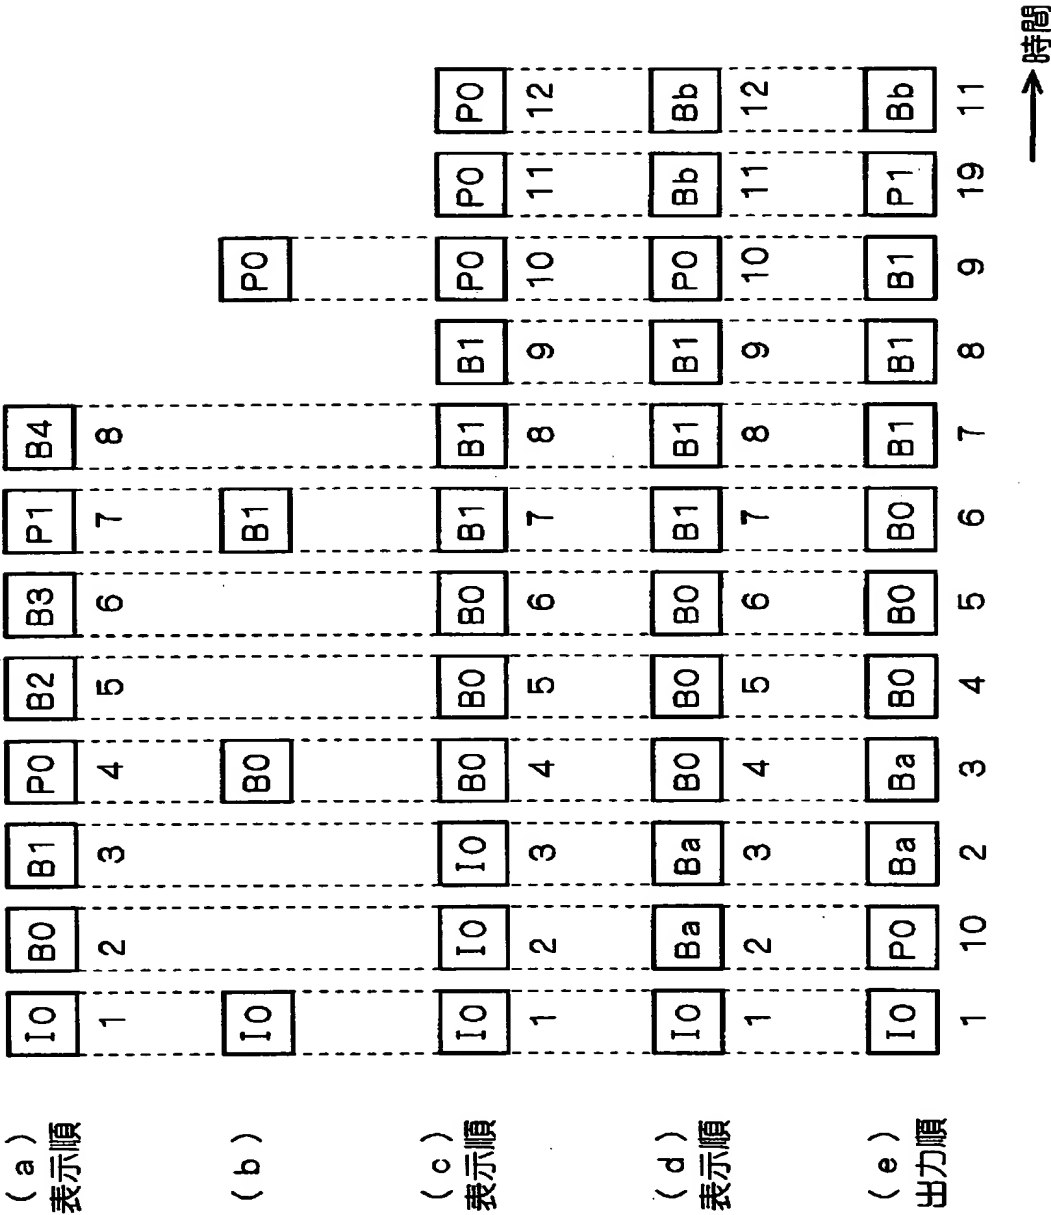 (a)
表示順
I0 B0 B1 P0 B2 B3 P1 B4
1 2 3 4 5 6 7 8
(b)
I0 B0 B1 P0
(c)
表示順
I0 I0 I0 B0 B0 B0 B1 B1 B1 P0 P0 P0
1 2 3 4 5 6 7 8 9 10 11 12
(d)
表示順
I0 Ba Ba B0 B0 B0 B1 B1 B1 P0 Bb Bb
1 2 3 4 5 6 7 8 9 10 11 12
(e)
出力順
I0 P0 Ba Ba B0 B0 B0 B1 B1 B1 P1 Bb
1 10 2 3 4 5 6 7 8 9 19 11
時間